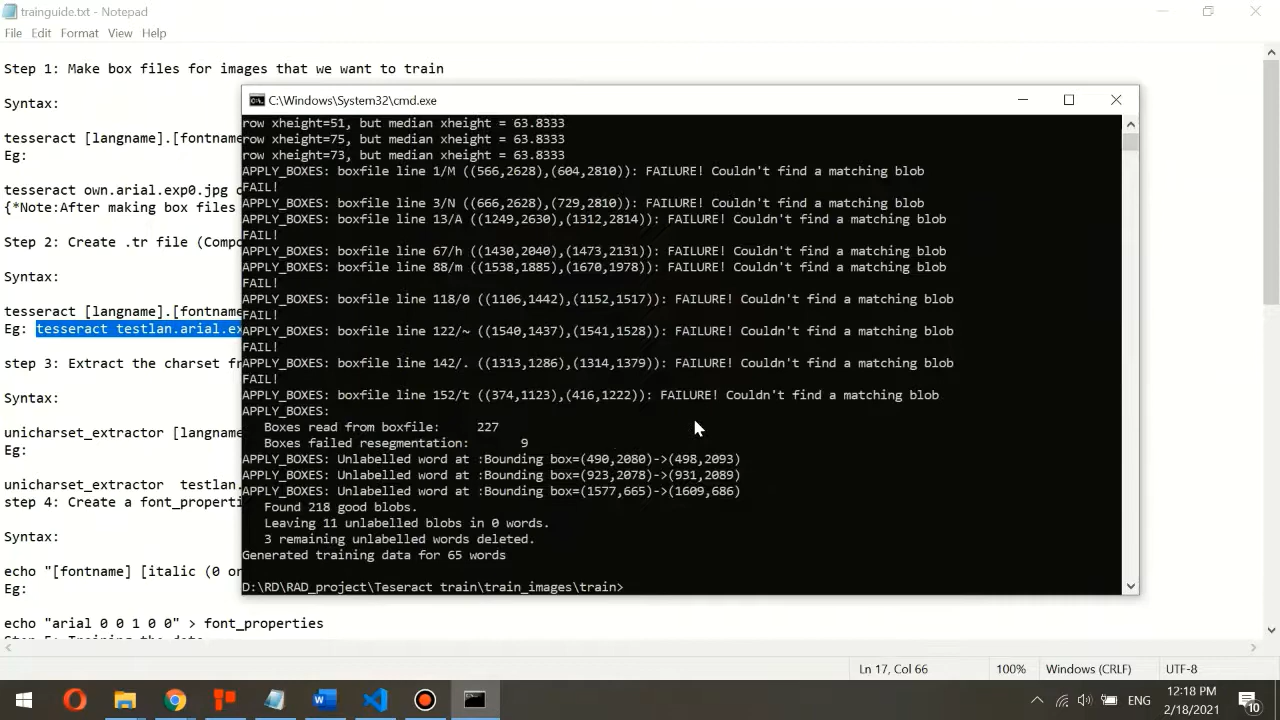 trainguide.txt - Notepad
File Edit Format View Help
Step 1: Make box files for images that we want to train
Syntax:
tesseract [langname].[fontname
Eg:
tesseract own.arial.exp0.jpg
{*Note:After making box files
Step 2: Create .tr file (Compo
Syntax:
tesseract [langname].[fontname
Eg: tesseract testlan.arial.ex
step 3: Extract the charset fr
Syntax:
unicharset_extractor [langname
Eg:
unicharset_extractor testlan.
step 4: Create a font_properti
Syntax:
echo "[fontname] [italic (0 or
Eg:
echo "arial 0 0 1 0 0" > font_properties
Step 5: Training the data
C:\Windows\System32\cmd.exe
row xheight=51, but median xheight = 63.8333
row xheight=75, but median xheight = 63.8333
row xheight=73, but median xheight = 63.8333
APPLY_BOXES: boxfile line 1/M ((566,2628),(604,2810)): FAILURE! Couldn't find a matching blob
FAIL!
APPLY_BOXES: boxfile line 3/N ((666,2628),(729,2810)): FAILURE! Couldn't find a matching blob
APPLY_BOXES: boxfile line 13/A ((1249,2630),(1312,2814)): FAILURE! Couldn't find a matching blob
FAIL!
APPLY_BOXES: boxfile line 67/h ((1430,2040),(1473,2131)): FAILURE! Couldn't find a matching blob
APPLY_BOXES: boxfile line 88/m ((1538,1885),(1670,1978)): FAILURE! Couldn't find a matching blob
FAIL!
APPLY_BOXES: boxfile line 118/0 ((1106,1442),(1152,1517)): FAILURE! Couldn't find a matching blob
FAIL!
APPLY_BOXES: boxfile line 122/~ ((1540,1437),(1541,1528)): FAILURE! Couldn't find a matching blob
FAIL!
APPLY_BOXES: boxfile line 142/. ((1313,1286),(1314,1379)): FAILURE! Couldn't find a matching blob
FAIL!
APPLY_BOXES: boxfile line 152/t ((374,1123),(416,1222)): FAILURE! Couldn't find a matching blob
APPLY_BOXES:
Boxes read from boxfile: 227
Boxes failed resegmentation: 9
APPLY_BOXES: Unlabelled word at :Bounding box=(490,2080)->(498,2093)
APPLY_BOXES: Unlabelled word at :Bounding box=(923,2078)->(931,2089)
APPLY_BOXES: Unlabelled word at :Bounding box=(1577,665)->(1609,686)
Found 218 good blobs.
Leaving 11 unlabelled blobs in 0 words.
3 remaining unlabelled words deleted.
Generated training data for 65 words
D:\RD\RAD_project\Teseract train\train_images\train>
Ln 17, Col 66 100% Windows (CRLF) UTF-8
ENG 12:18 PM
2/18/2021
10